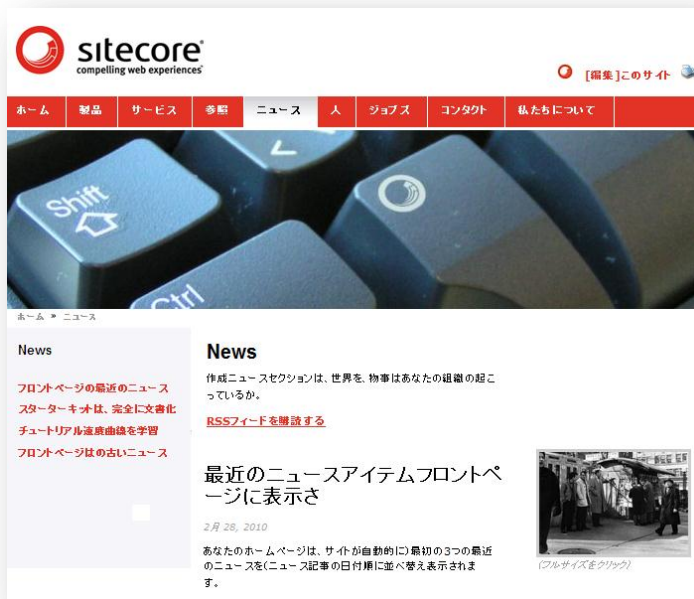 sitecore
compelling web experiences
[編集]このサイト
ホーム 製品 サービス 参照 ニュース 人 ジョブズ コンタクト 私たちについて
Shift
Ctrl
ホーム » ニュース
News
フロントページの最近のニュース
スターターキットは、完全に文書化
チュートリアル速度曲線を学習
フロントページはの古いニュース
News
作成ニュースセクションは、世界を、物事はあなたの組織の起こ
っているか。
RSSフィードを購読する
最近のニュースアイテムフロントペ
ージに表示さ
2月 28, 2010
あなたのホームページは、サイトが自動的に)最初の3つの最近
のニュースを(ニュース記事の日付順に並べ替え表示されま
す。
(フルサイズをクリック)